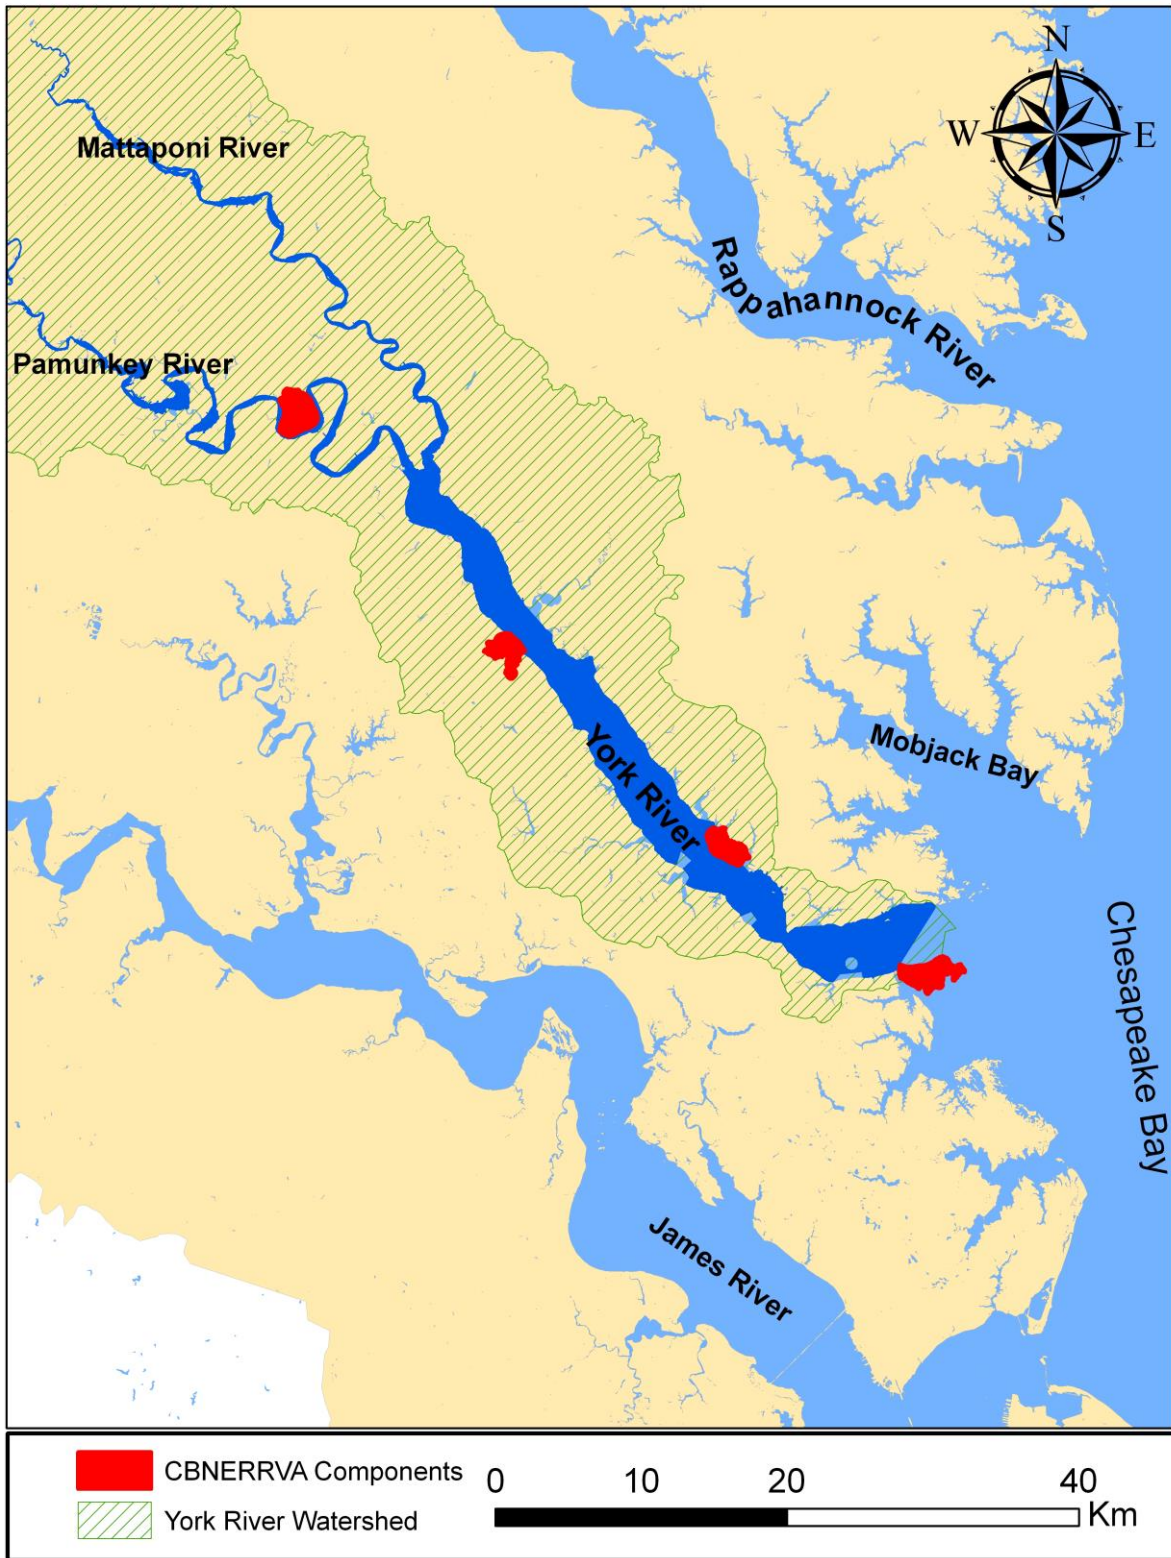 N
W E
S
Mattaponi River
Rappahannock River
Pamunkey River
York River
Mobjack Bay
Chesapeake Bay
James River
CBNERRVA Components
York River Watershed
0 10 20 40
Km